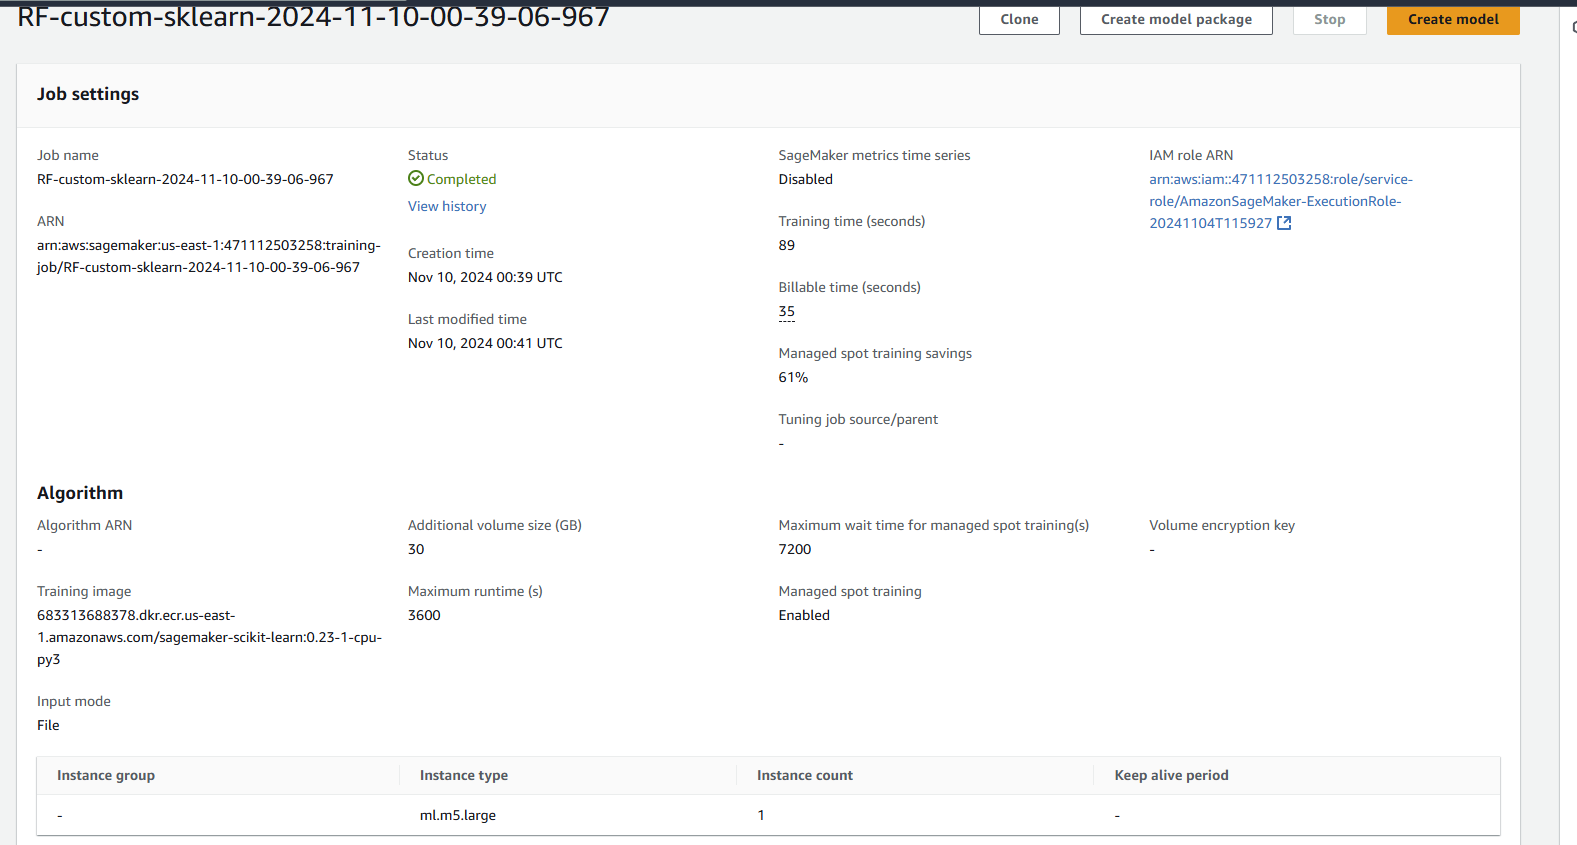 RF-custom-sklearn-2024-11-10-00-39-06-967
Clone
Create model package
Stop
Create model
Job settings
Job name
RF-custom-sklearn-2024-11-10-00-39-06-967
ARN
arn:aws:sagemaker:us-east-1:471112503258:training-
job/RF-custom-sklearn-2024-11-10-00-39-06-967
Status
Completed
View history
Creation time
Nov 10, 2024 00:39 UTC
Last modified time
Nov 10, 2024 00:41 UTC
SageMaker metrics time series
Disabled
Training time (seconds)
89
Billable time (seconds)
35
Managed spot training savings
61%
Tuning job source/parent
-
IAM role ARN
arn:aws:iam::471112503258:role/service-
role/AmazonSageMaker-ExecutionRole-
20241104T115927
Algorithm
Algorithm ARN
-
Training image
683313688378.dkr.ecr.us-east-
1.amazonaws.com/sagemaker-scikit-learn:0.23-1-cpu-
py3
Input mode
File
Additional volume size (GB)
30
Maximum runtime (s)
3600
Maximum wait time for managed spot training(s)
7200
Managed spot training
Enabled
Volume encryption key
-
Instance group
Instance type
Instance count
Keep alive period
-
ml.m5.large
1
-